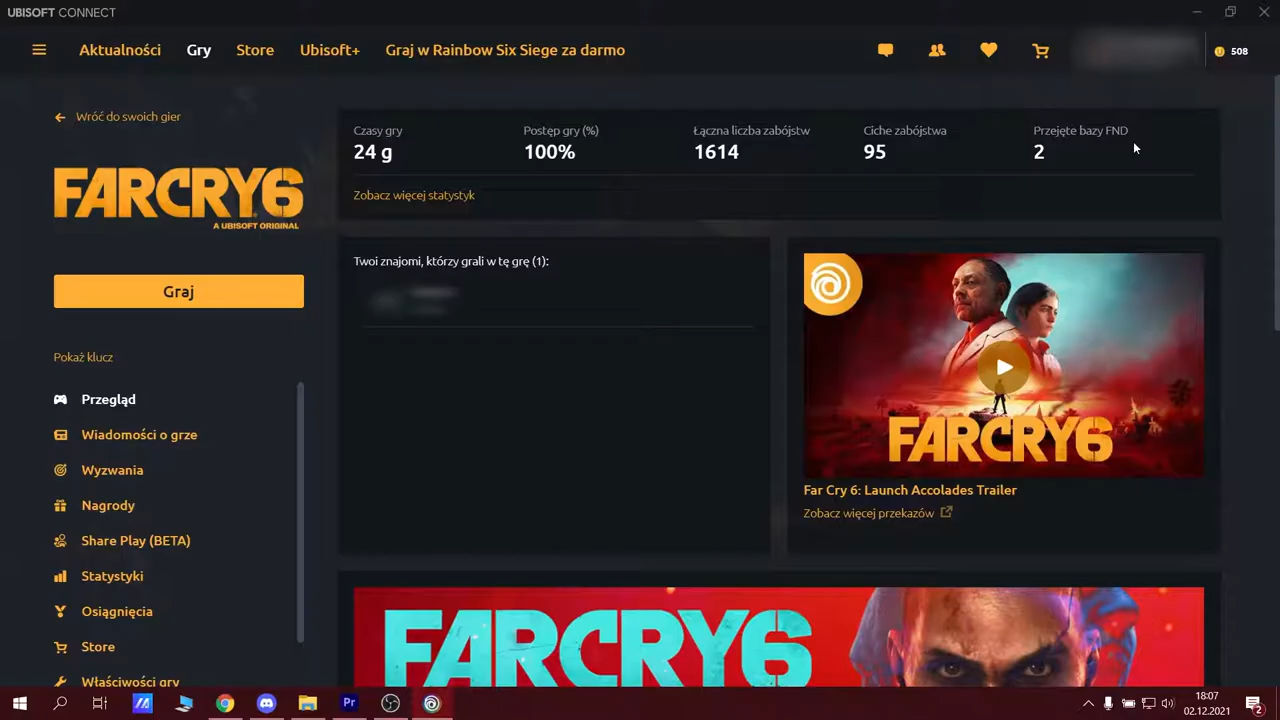 UBISOFT CONNECT
Aktualności Gry Store Ubisoft+ Graj w Rainbow Six Siege za darmo 508
Wróć do swoich gier
FARCRY6
A UBISOFT ORIGINAL
Graj
Pokaż klucz
Przegląd
Wiadomości o grze
Wyzwania
Nagrody
Share Play (BETA)
Statystyki
Osiągnięcia
Store
Właściwości gry
Czasy gry Postęp gry (%) Łączna liczba zabójstw Ciche zabójstwa Przejęte bazy FND
24 g 100% 1614 95 2
Zobacz więcej statystyk
Twoi znajomi, którzy grali w tę grę (1):
FARCRY6
Far Cry 6: Launch Accolades Trailer
Zobacz więcej przekazów
FARCRY6
Pr
18:07
02.12.2021
2